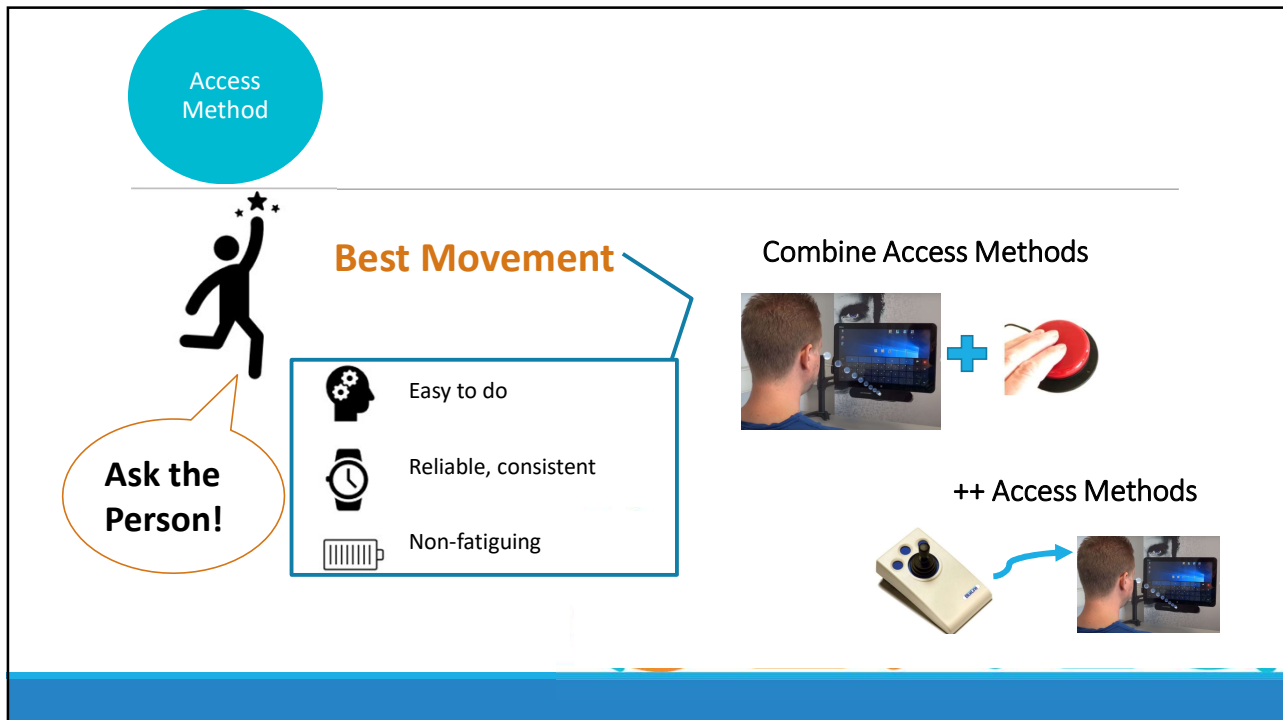 Access
Method
Best Movement
Easy to do
Reliable, consistent
Non-fatiguing
Ask the
Person!
Combine Access Methods
++ Access Methods